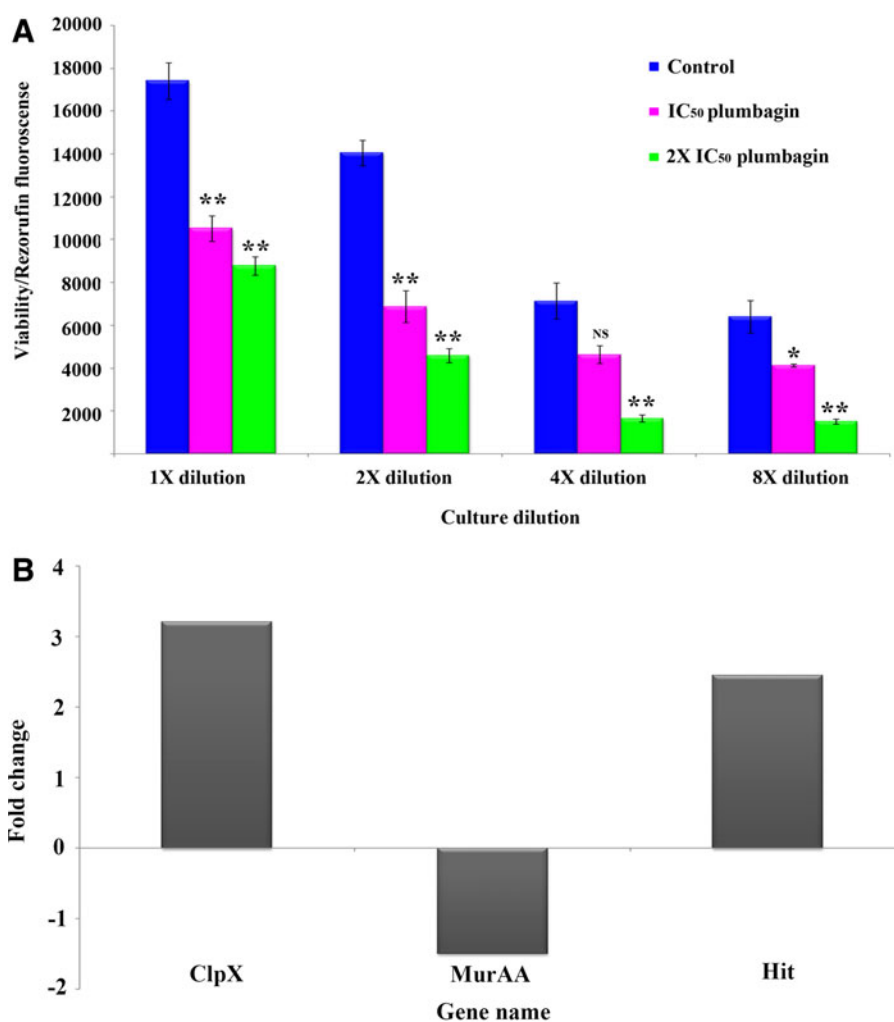 A
20000
18000
16000
14000
12000
10000
8000
6000
4000
2000
Viability/Rezorufin fluoroscense
Control
IC50 plumbagin
2X IC50 plumbagin
**
**
**
**
NS
**
*
**
1X dilution
2X dilution
4X dilution
8X dilution
Culture dilution
B
4
3
2
1
0
-1
-2
Fold change
ClpX
MurAA
Hit
Gene name